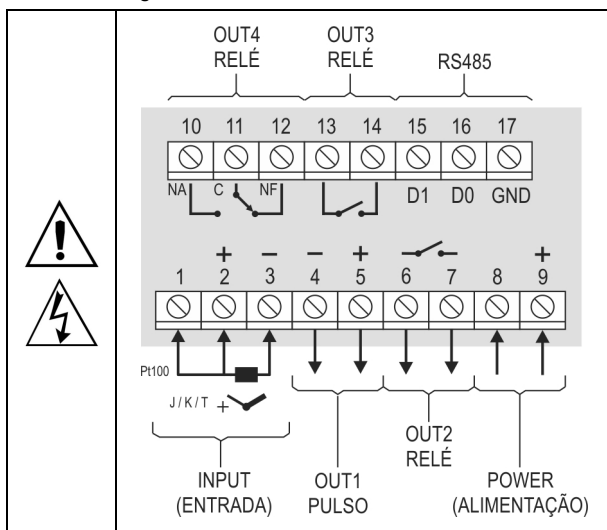 OUT4 OUT3
RELÉ RELÉ RS485
10 11 12 13 14 15 16 17
NA C NF D1 D0 GND
+ − − + +
1 2 3 4 5 6 7 8 9
Pt100
J / K / T +
OUT2
RELÉ
INPUT OUT1 POWER
(ENTRADA) PULSO (ALIMENTAÇÃO)